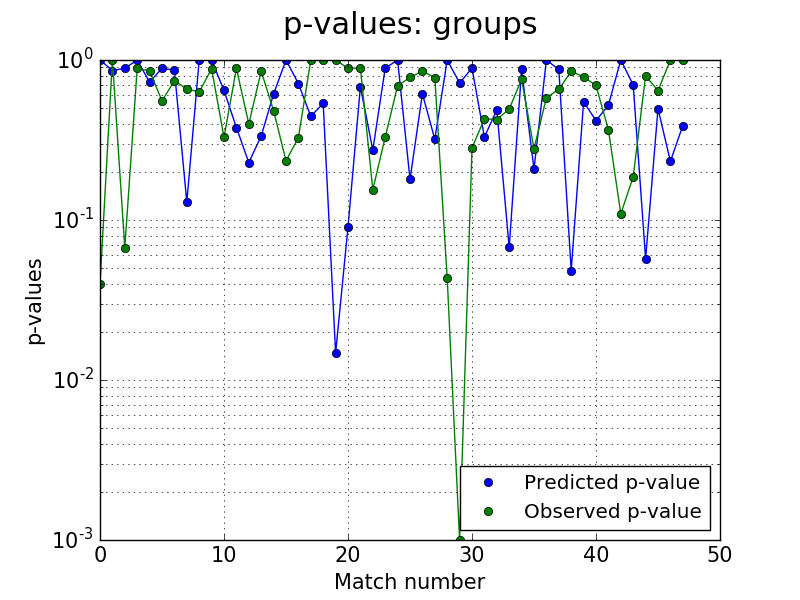 p-values: groups
p-values
10^0
10^-1
10^-2
10^-3
Predicted p-value
Observed p-value
0 10 20 30 40 50
Match number